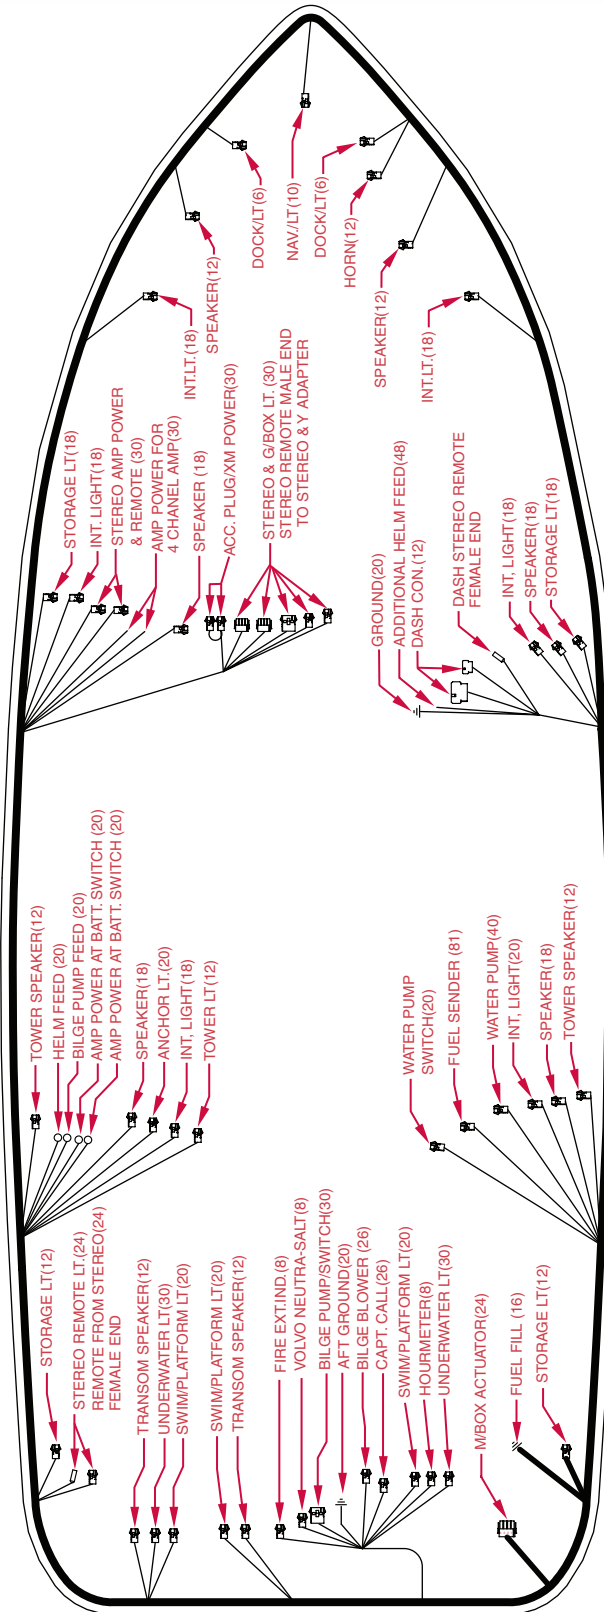 DOCK/LT(6)
NAV./LT(10)
DOCK/LT(6)
HORN(12)
SPEAKER(12)
SPEAKER(12)
INT.LT.(18)
INT.LT.(18)
STORAGE LT(18)
INT. LIGHT(18)
STEREO AMP POWER
& REMOTE (30)
AMP POWER FOR
4 CHANEL AMP(30)
SPEAKER (18)
ACC. PLUG/XM POWER(30)
STEREO & G/BOX LT. (30)
STEREO REMOTE MALE END
TO STEREO & Y ADAPTER
GROUND(20)
ADDITIONAL HELM FEED(48)
DASH CON.(12)
DASH STEREO REMOTE
FEMALE END
INT, LIGHT(18)
SPEAKER(18)
STORAGE LT(18)
TOWER SPEAKER(12)
HELM FEED (20)
BILGE PUMP FEED (20)
AMP POWER AT BATT. SWITCH (20)
AMP POWER AT BATT. SWITCH (20)
SPEAKER(18)
ANCHOR LT.(20)
INT, LIGHT(18)
TOWER LT(12)
WATER PUMP
SWITCH(20)
FUEL SENDER (81)
WATER PUMP(40)
INT, LIGHT(20)
SPEAKER(18)
TOWER SPEAKER(12)
STORAGE LT(12)
STEREO REMOTE LT.(24)
REMOTE FROM STEREO(24)
FEMALE END
TRANSOM SPEAKER(12)
UNDERWATER LT(30)
SWIM/PLATFORM LT(20)
SWIM/PLATFORM LT(20)
TRANSOM SPEAKER(12)
FIRE EXT.IND.(8)
VOLVO NEUTRA-SALT(8)
BILGE PUMP/SWITCH(30)
AFT GROUND(20)
BILGE BLOWER (26)
CAPT. CALL(26)
SWIM/PLATFORM LT(20)
HOURMETER(8)
UNDERWATER LT(30)
M/BOX ACTUATOR(24)
FUEL FILL (16)
STORAGE LT(12)